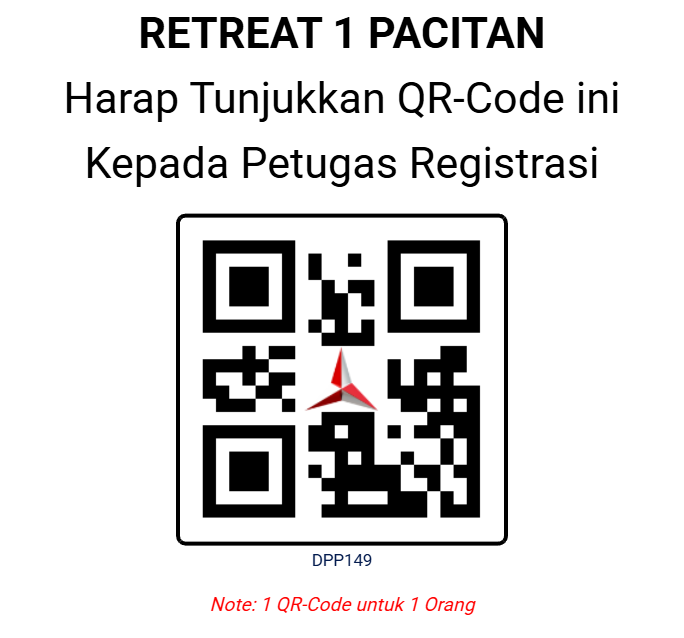 RETREAT 1 PACITAN
Harap Tunjukkan QR-Code ini
Kepada Petugas Registrasi
DPP149
Note: 1 QR-Code untuk 1 Orang